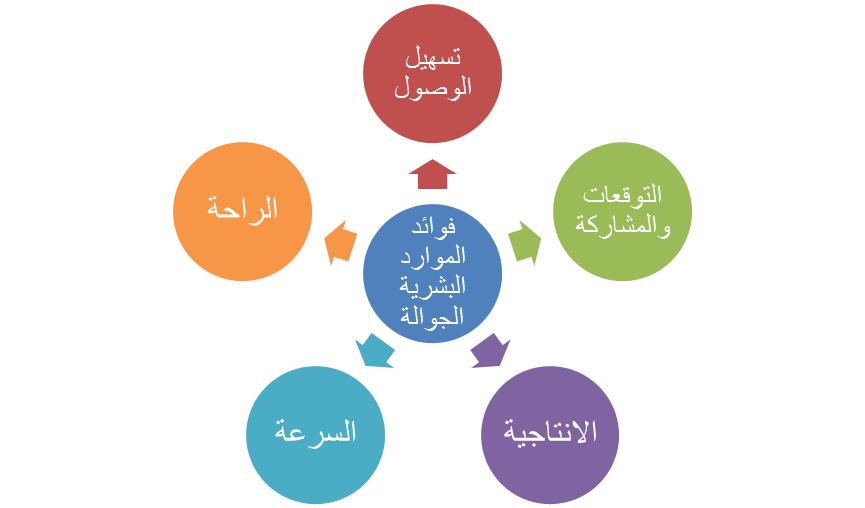 تسهيل
الوصول
التوقعات
والمشاركة
الراحة
فوائد
الموارد
البشرية
الجوالة
الانتاجية
السرعة